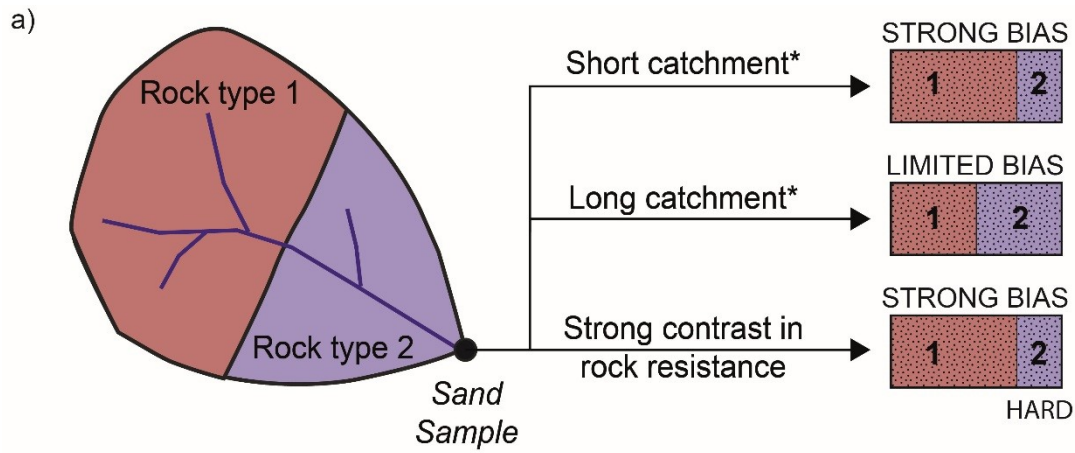 a)
Rock type 1
Rock type 2
Sand
Sample
Short catchment*
STRONG BIAS
1 2
Long catchment*
LIMITED BIAS
1 2
Strong contrast in
rock resistance
STRONG BIAS
1 2
HARD